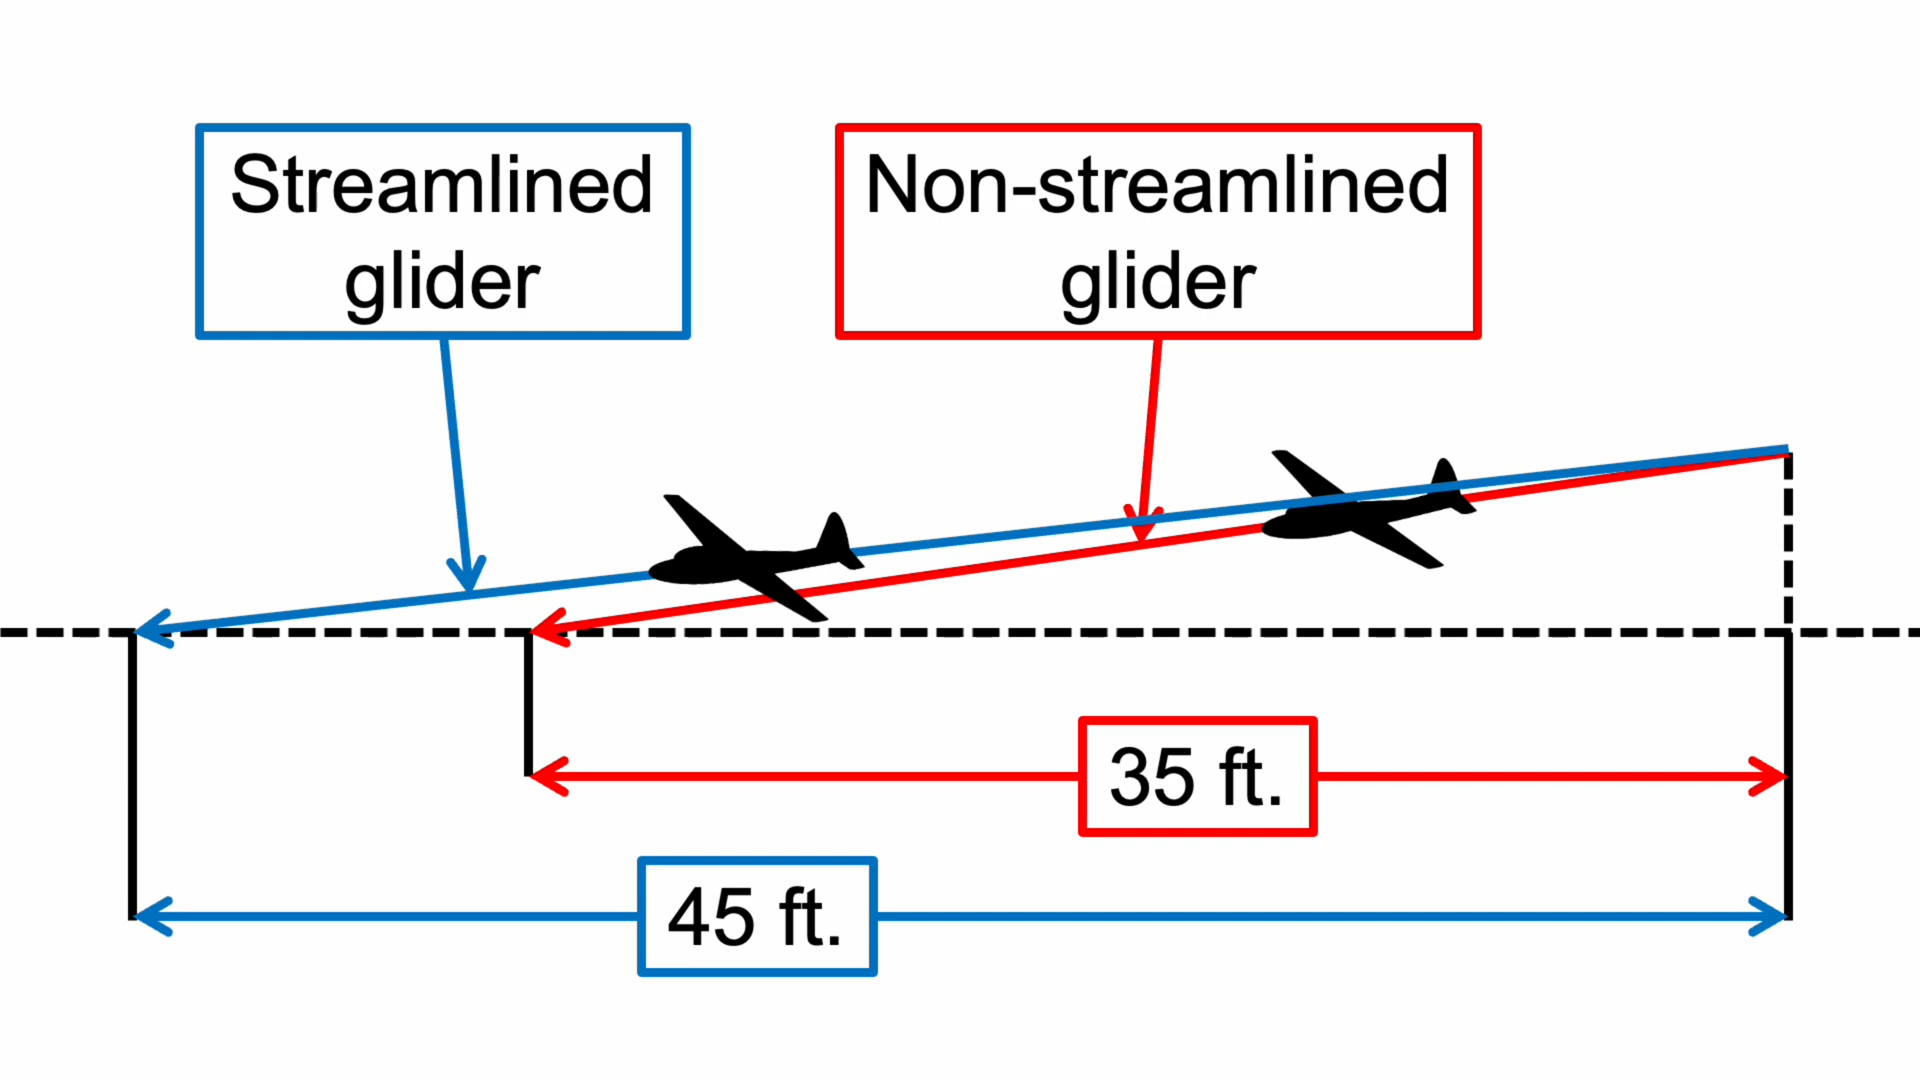 Streamlined
glider
Non-streamlined
glider
35 ft.
45 ft.